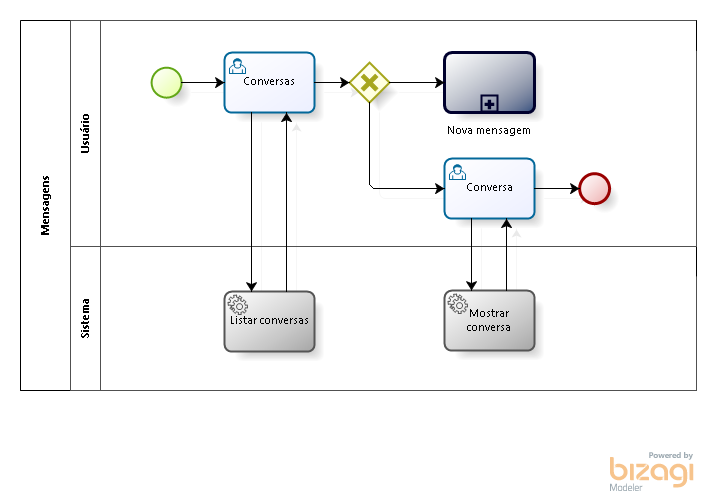 Mensagens
Usuário
Conversas
Nova mensagem
Conversa
Sistema
Listar conversas
Mostrar
conversa
Powered by
bizagi
Modeler